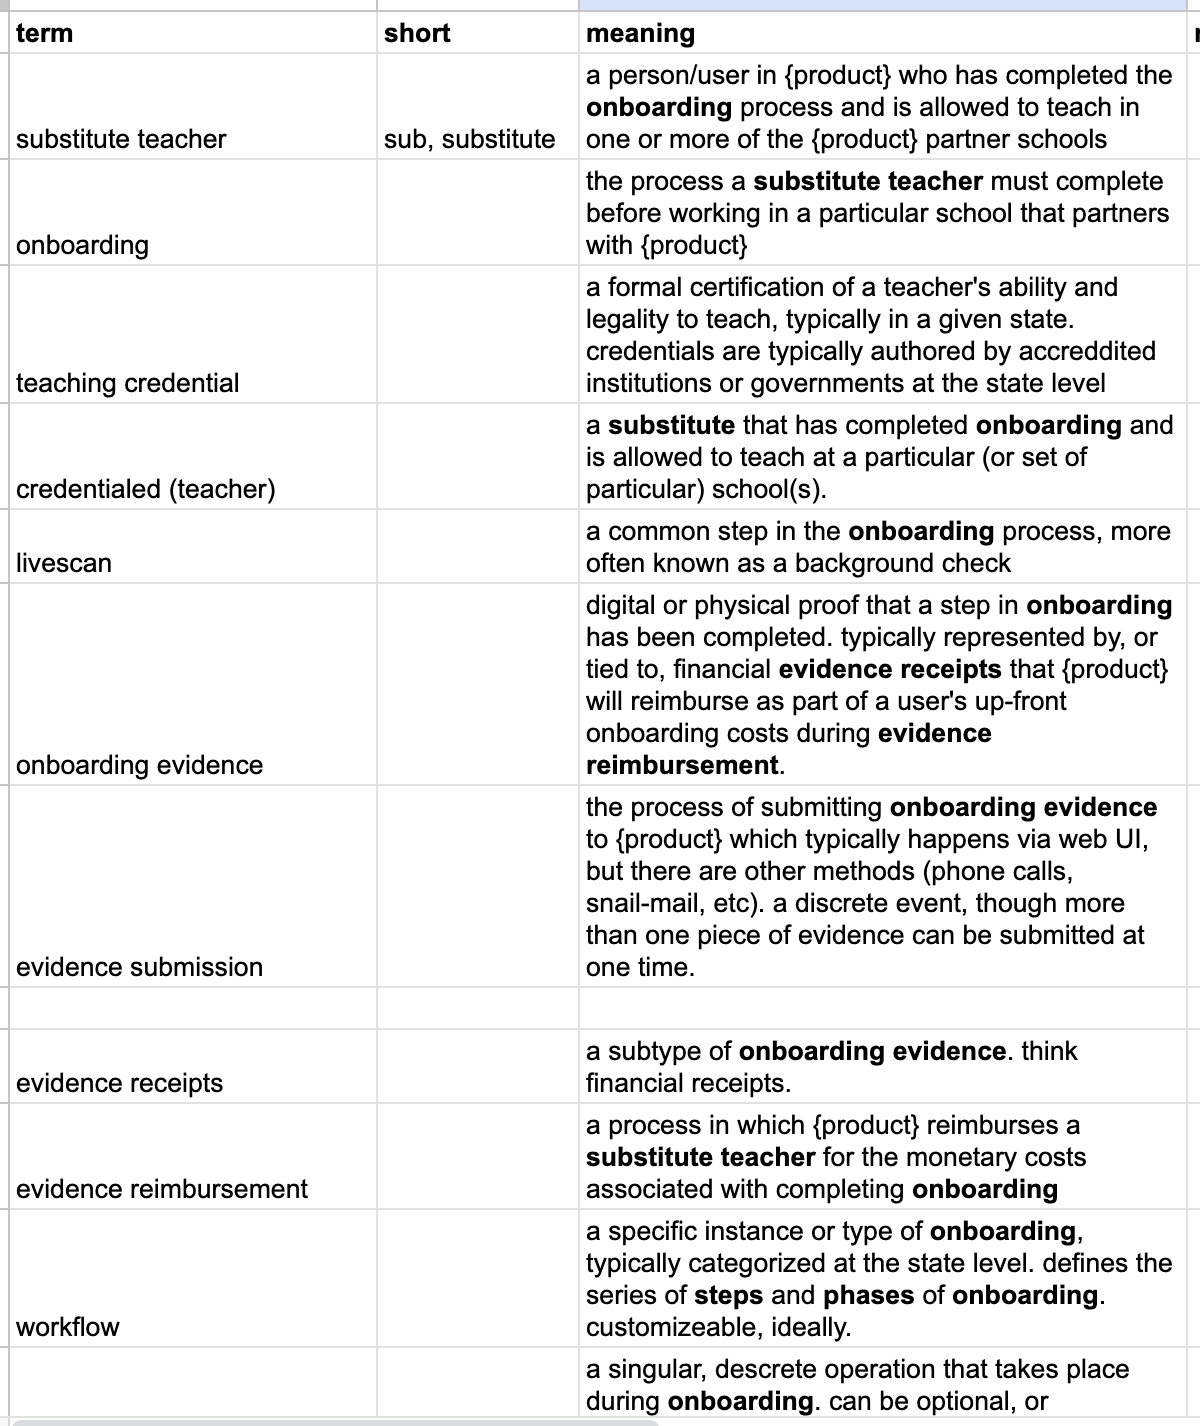 term short meaning
a person/user in {product} who has completed the
onboarding process and is allowed to teach in
substitute teacher sub, substitute one or more of the {product} partner schools
the process a substitute teacher must complete
before working in a particular school that partners
onboarding with {product}
a formal certification of a teacher's ability and
legality to teach, typically in a given state.
credentials are typically authored by accreddited
teaching credential institutions or governments at the state level
a substitute that has completed onboarding and
is allowed to teach at a particular (or set of
credentialed (teacher) particular) school(s).
a common step in the onboarding process, more
livescan often known as a background check
digital or physical proof that a step in onboarding
has been completed. typically represented by, or
tied to, financial evidence receipts that {product}
will reimburse as part of a user's up-front
onboarding costs during evidence
onboarding evidence reimbursement.
the process of submitting onboarding evidence
to {product} which typically happens via web UI,
but there are other methods (phone calls,
snail-mail, etc). a discrete event, though more
than one piece of evidence can be submitted at
evidence submission one time.
a subtype of onboarding evidence. think
evidence receipts financial receipts.
a process in which {product} reimburses a
substitute teacher for the monetary costs
evidence reimbursement associated with completing onboarding
a specific instance or type of onboarding,
typically categorized at the state level. defines the
series of steps and phases of onboarding.
workflow customizeable, ideally.
a singular, descrete operation that takes place
during onboarding. can be optional, or